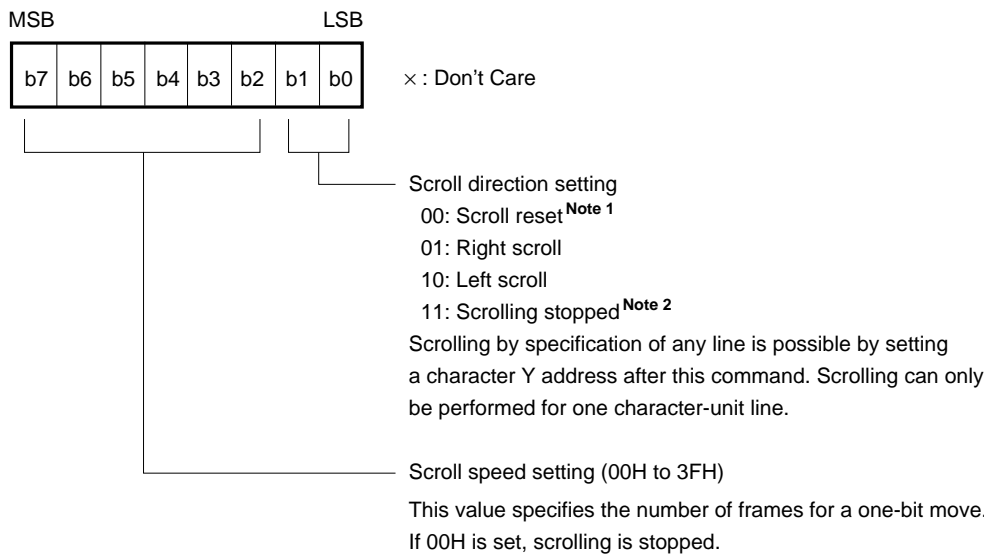 MSB LSB
b7 b6 b5 b4 b3 b2 b1 b0 × : Don't Care
Scroll direction setting
00: Scroll reset Note 1
01: Right scroll
10: Left scroll
11: Scrolling stopped Note 2
Scrolling by specification of any line is possible by setting
a character Y address after this command. Scrolling can only
be performed for one character-unit line.
Scroll speed setting (00H to 3FH)
This value specifies the number of frames for a one-bit move.
If 00H is set, scrolling is stopped.